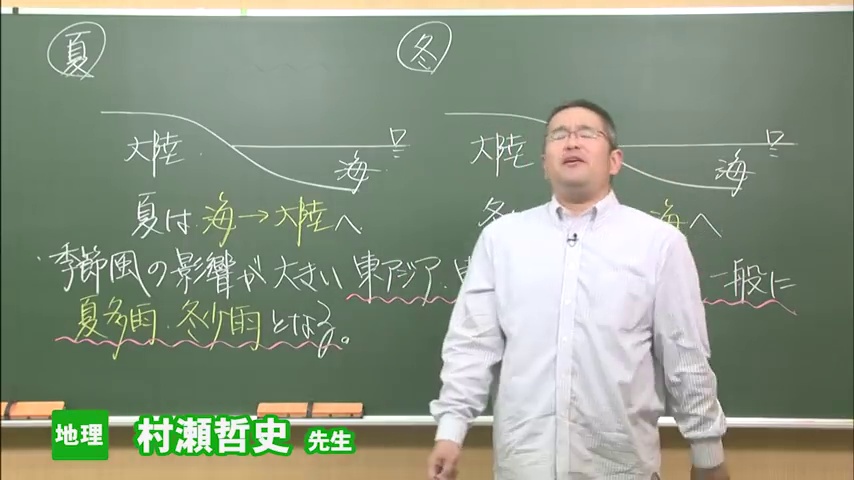 夏
冬
大陸
海
大陸
海
夏は 海→大陸へ
冬 海へ
・季節風の影響が大きい 東アジア・東 一般に
夏多雨・冬少雨となる。
地理 村瀬哲史 先生